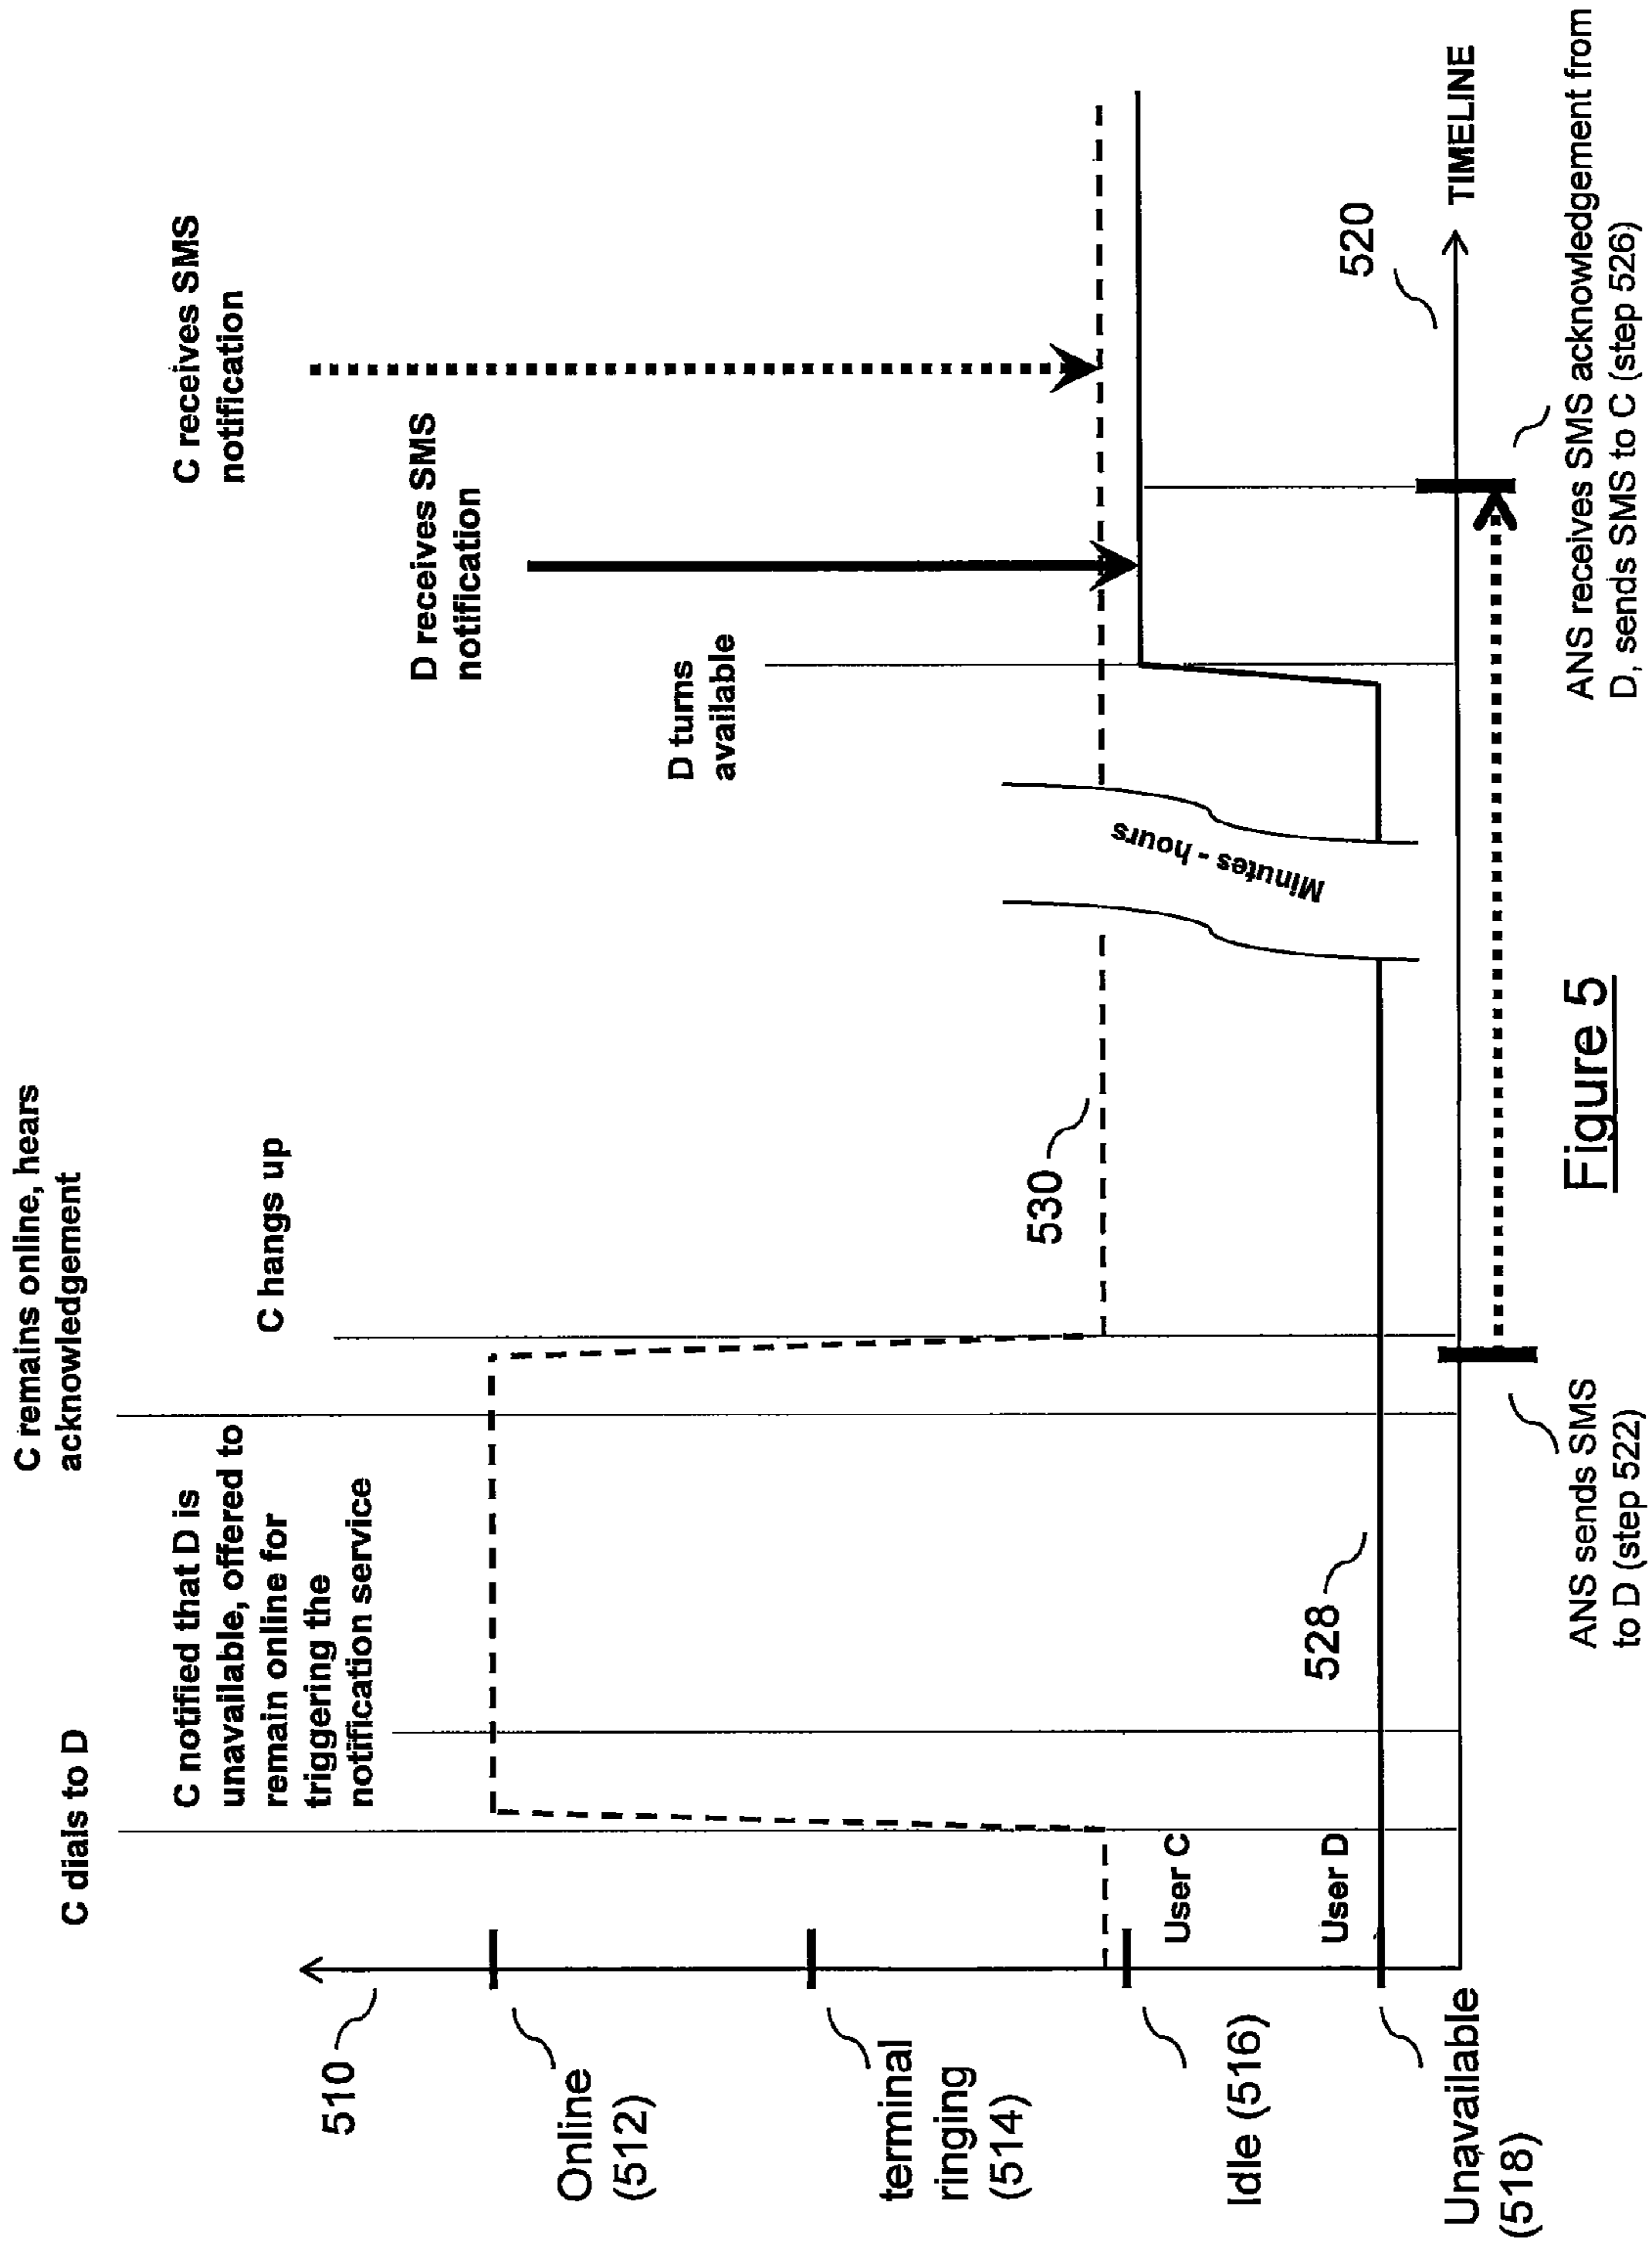 C dials to D
C remains online, hears
acknowledgement
C notified that D is
unavailable, offered to
remain online for
triggering the
notification service
C hangs up
C receives SMS
notification
D receives SMS
notification
D turns
available
510
Online
(512)
terminal
ringing
(514)
Idle (516)
Unavailable
(518)
User C
User D
528
530
Minutes - hours
520
TIMELINE
ANS sends SMS
to D (step 522)
ANS receives SMS acknowledgement from
D, sends SMS to C (step 526)
Figure 5